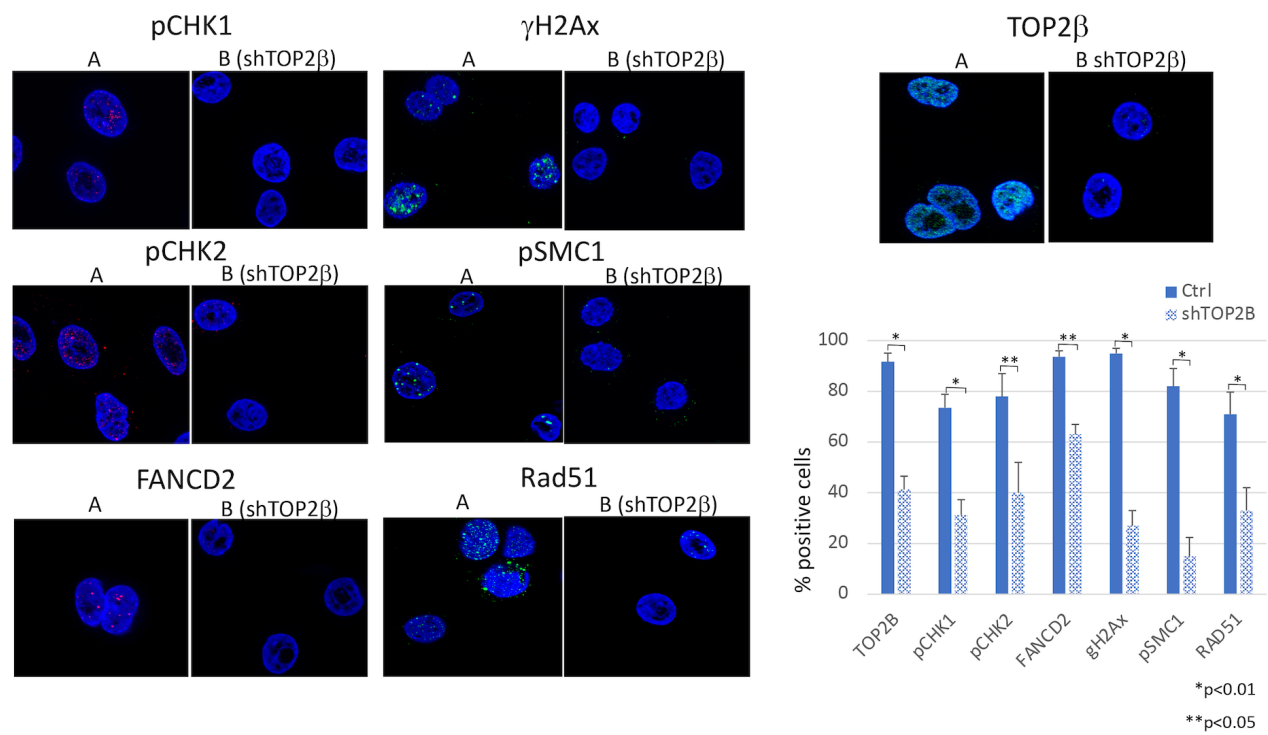 pCHK1
A
B (shTOP2β)
γH2Ax
A
B (shTOP2β)
TOP2β
A
B shTOP2β)
pCHK2
A
B (shTOP2β)
pSMC1
A
B (shTOP2β)
FANCD2
A
B (shTOP2β)
Rad51
A
B (shTOP2β)
Ctrl
shTOP2B
% positive cells
100
80
60
40
20
0
*
*
**
**
*
*
*
TOP2B
pCHK1
pCHK2
FANCD2
gH2Ax
pSMC1
RAD51
*p<0.01
**p<0.05